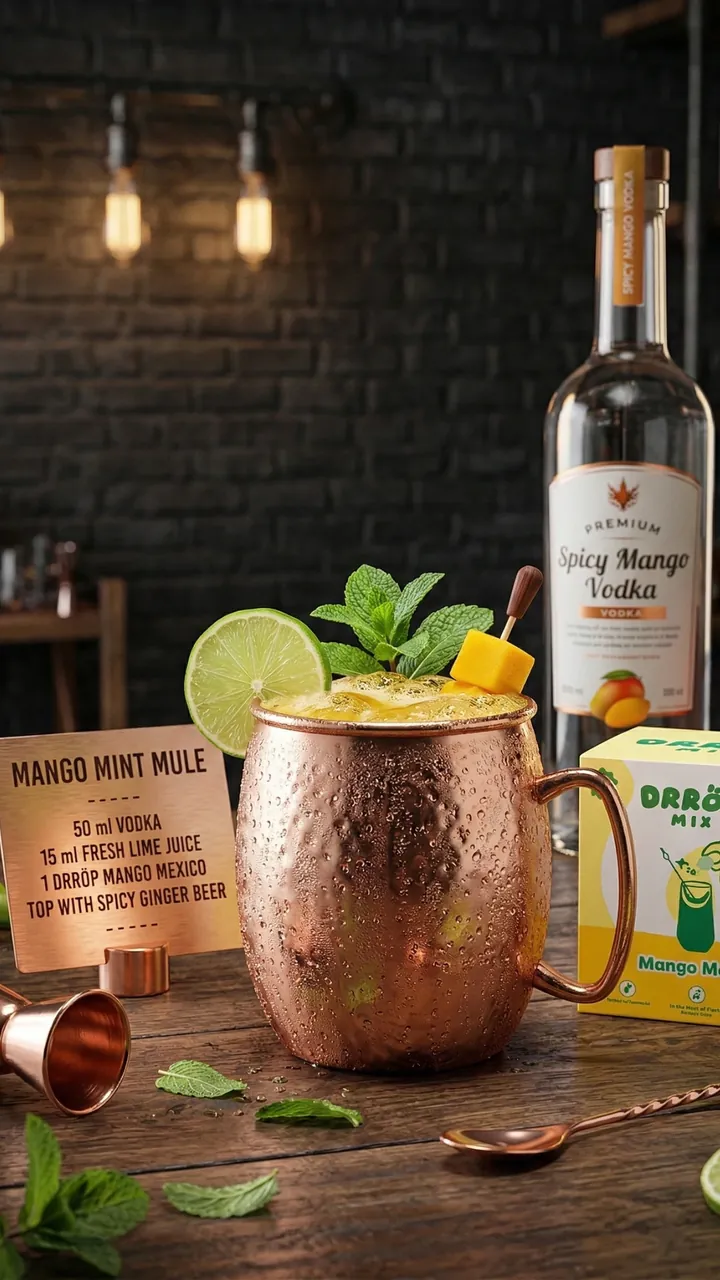 MANGO MINT MULE
50 ml VODKA
15 ml FRESH LIME JUICE
1 DRRÖP MANGO MEXICO
TOP WITH SPICY GINGER BEER
SPICY MANGO VODKA
PREMIUM
Spicy Mango
Vodka
VODKA
DRRÖ
MIX
Mango M